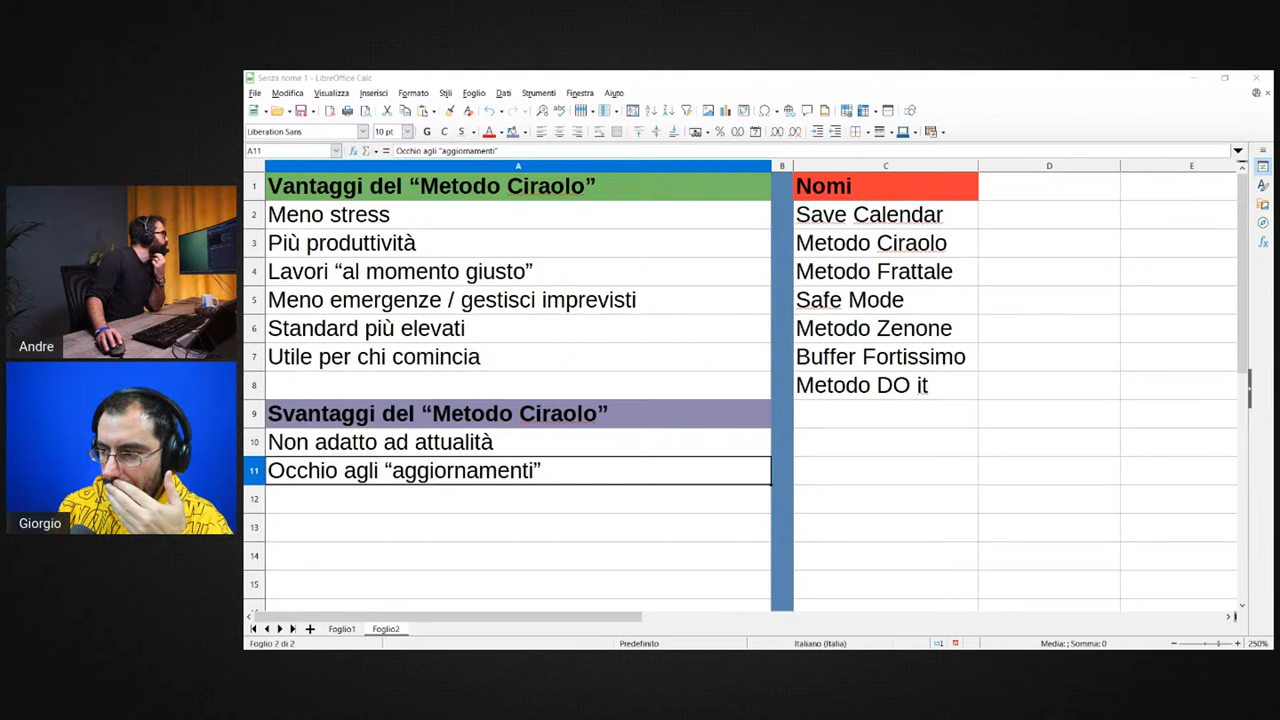 Senza nome 1 - LibreOffice Calc
File Modifica Visualizza Inserisci Formato Stili Foglio Dati Strumenti Finestra Aiuto
Liberation Sans 10 pt G C S
A11 Occhio agli “aggiornamenti”
A B C D E
1 Vantaggi del “Metodo Ciraolo” Nomi
2 Meno stress Save Calendar
3 Più produttività Metodo Ciraolo
4 Lavori “al momento giusto” Metodo Frattale
5 Meno emergenze / gestisci imprevisti Safe Mode
6 Standard più elevati Metodo Zenone
7 Utile per chi comincia Buffer Fortissimo
8 Metodo DO it
9 Svantaggi del “Metodo Ciraolo”
10 Non adatto ad attualità
11 Occhio agli “aggiornamenti”
12
13
14
15
Andre
Giorgio
Foglio1 Foglio2
Foglio 2 di 2 Predefinito Italiano (Italia) Media: ; Somma: 0 250%